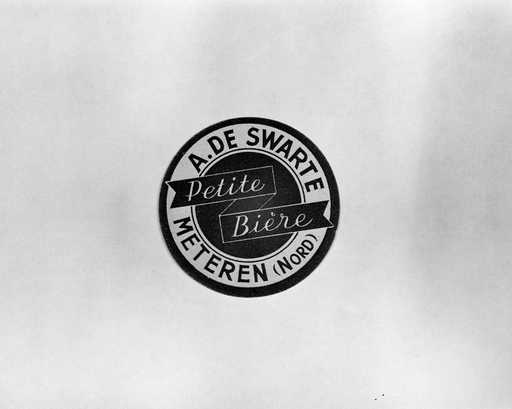 A. DE SWARTE
Petite
Bière
METEREN (NORD)